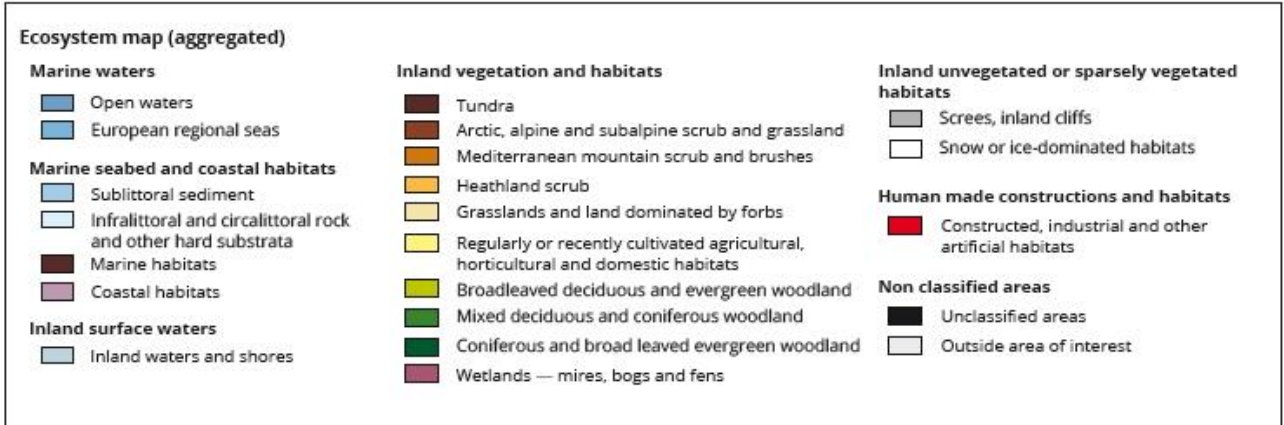 Ecosystem map (aggregated)
Marine waters
Open waters
European regional seas
Marine seabed and coastal habitats
Sublittoral sediment
Infralittoral and circalittoral rock
and other hard substrata
Marine habitats
Coastal habitats
Inland surface waters
Inland waters and shores
Inland vegetation and habitats
Tundra
Arctic, alpine and subalpine scrub and grassland
Mediterranean mountain scrub and brushes
Heathland scrub
Grasslands and land dominated by forbs
Regularly or recently cultivated agricultural,
horticultural and domestic habitats
Broadleaved deciduous and evergreen woodland
Mixed deciduous and coniferous woodland
Coniferous and broad leaved evergreen woodland
Wetlands — mires, bogs and fens
Inland unvegetated or sparsely vegetated
habitats
Screes, inland cliffs
Snow or ice-dominated habitats
Human made constructions and habitats
Constructed, industrial and other
artificial habitats
Non classified areas
Unclassified areas
Outside area of interest